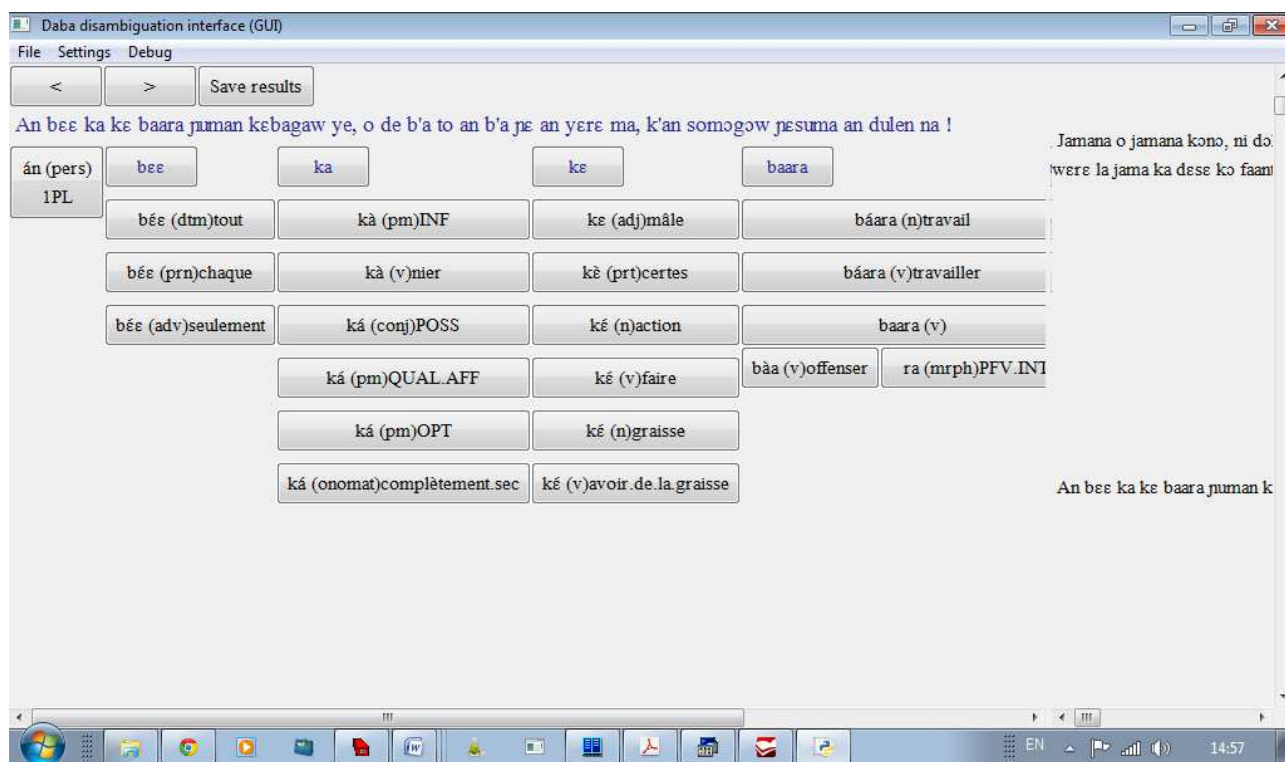 Daba disambiguation interface (GUI)
File Settings Debug
< > Save results
An bɛɛ ka kɛ baara ɲuman kɛbagaw ye, o de b'a to an b'a ɲɛ an yɛrɛ ma, k'an somɔgɔw ɲɛsuma an dulen na !
Jamana o jamana kɔnɔ, ni dɔ
wɛrɛ la jama ka dɛsɛ kɔ faant
án (pers) bɛɛ ka kɛ baara
1PL
bɛ́ɛ (dtm)tout kà (pm)INF kɛ (adj)mâle báara (n)travail
bɛ́ɛ (prn)chaque kà (v)nier kɛ̀ (prt)certes báara (v)travailler
bɛ́ɛ (adv)seulement ká (conj)POSS kɛ́ (n)action baara (v)
ká (pm)QUAL.AFF kɛ́ (v)faire bàa (v)offenser ra (mrph)PFV.INT
ká (pm)OPT kɛ́ (n)graisse
ká (onomat)complètement.sec kɛ́ (v)avoir.de.la.graisse
An bɛɛ ka kɛ baara ɲuman k
EN 14:57